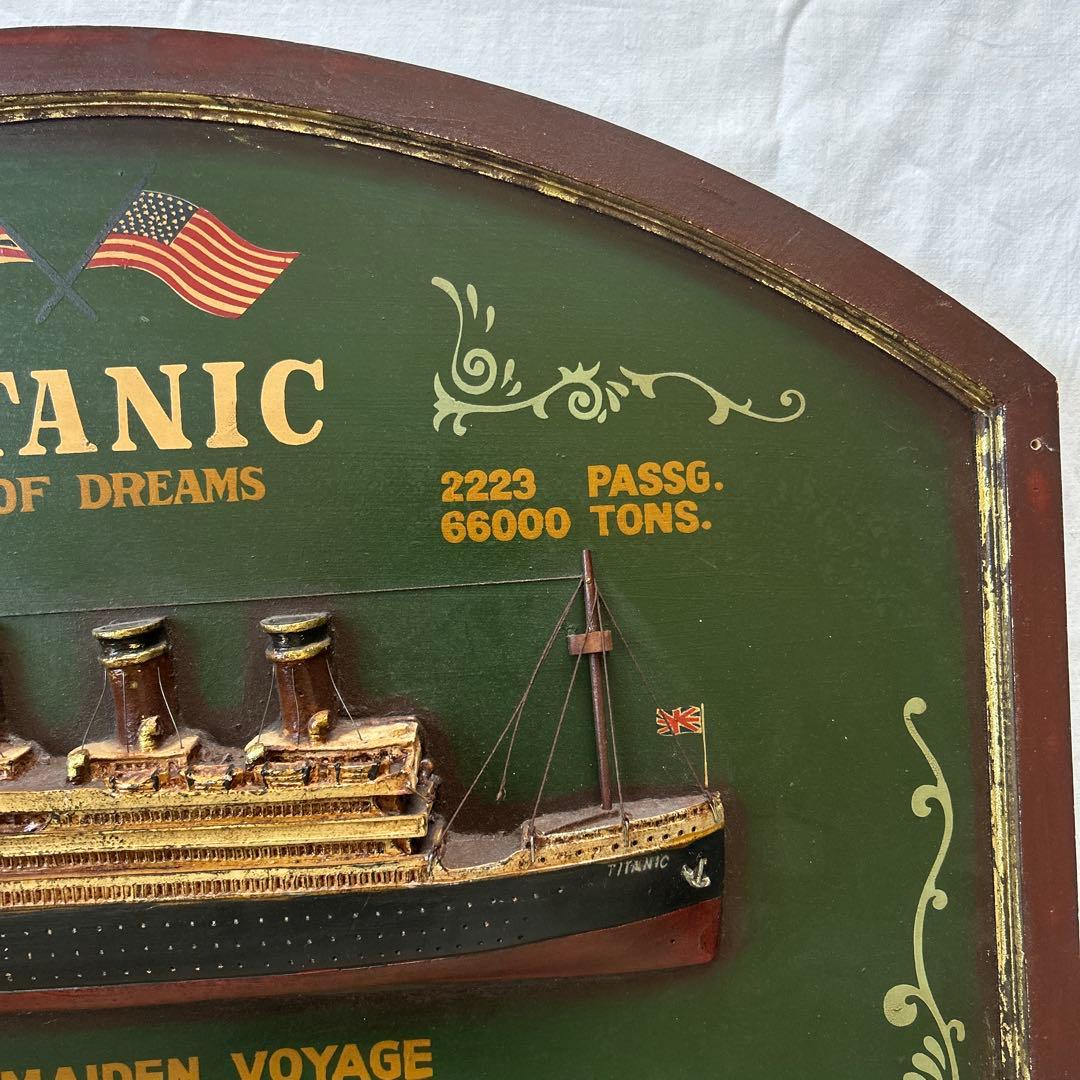 TANIC
OF DREAMS
2223 PASSG.
66000 TONS.
TITANIC
MAIDEN VOYAGE